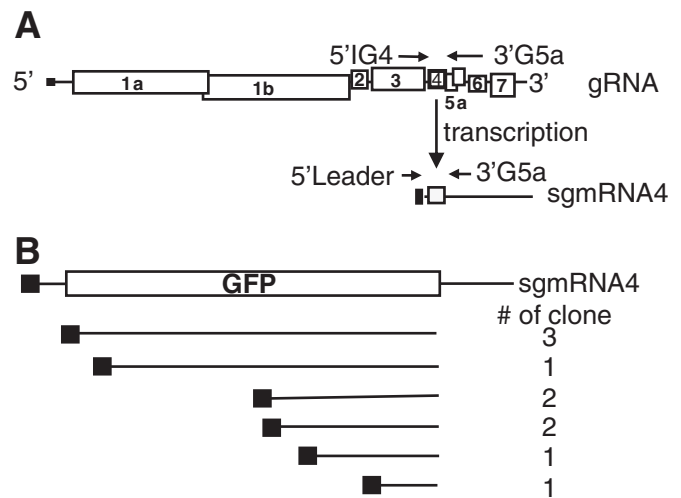 A
5'IG4 3'G5a
5' 1a 1b 2 3 4 5a 6 7 3' gRNA
transcription
5'Leader 3'G5a
sgmRNA4
B
GFP sgmRNA4
# of clone
3
1
2
2
1
1